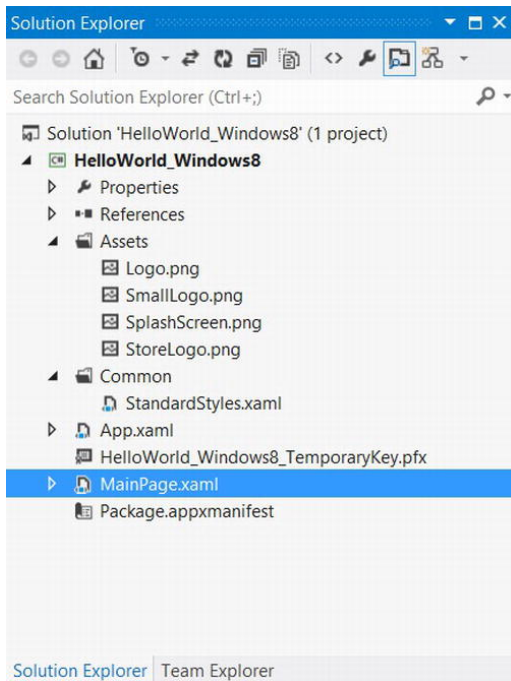 Solution Explorer
Search Solution Explorer (Ctrl+;)
Solution 'HelloWorld_Windows8' (1 project)
C# HelloWorld_Windows8
Properties
References
Assets
Logo.png
SmallLogo.png
SplashScreen.png
StoreLogo.png
Common
StandardStyles.xaml
App.xaml
HelloWorld_Windows8_TemporaryKey.pfx
MainPage.xaml
Package.appxmanifest
Solution Explorer Team Explorer